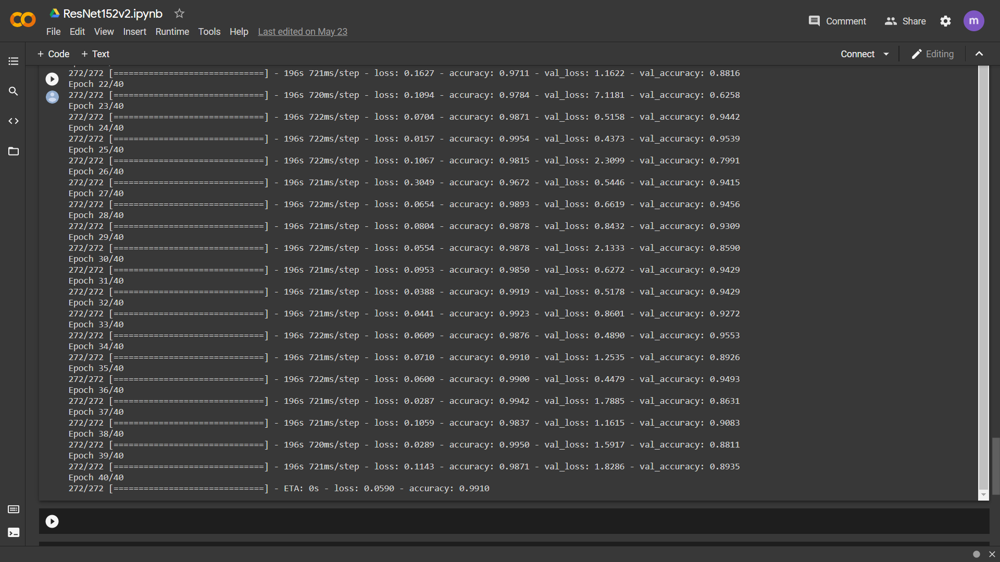 ResNet152v2.ipynb
File Edit View Insert Runtime Tools Help Last edited on May 23
Comment Share m
+ Code + Text
Connect Editing
272/272 [==============================] - 196s 721ms/step - loss: 0.1627 - accuracy: 0.9711 - val_loss: 1.1622 - val_accuracy: 0.8816
Epoch 22/40
272/272 [==============================] - 196s 720ms/step - loss: 0.1094 - accuracy: 0.9784 - val_loss: 7.1181 - val_accuracy: 0.6258
Epoch 23/40
272/272 [==============================] - 196s 722ms/step - loss: 0.0704 - accuracy: 0.9871 - val_loss: 0.5158 - val_accuracy: 0.9442
Epoch 24/40
272/272 [==============================] - 196s 722ms/step - loss: 0.0157 - accuracy: 0.9954 - val_loss: 0.4373 - val_accuracy: 0.9539
Epoch 25/40
272/272 [==============================] - 196s 722ms/step - loss: 0.1067 - accuracy: 0.9815 - val_loss: 2.3099 - val_accuracy: 0.7991
Epoch 26/40
272/272 [==============================] - 196s 721ms/step - loss: 0.3049 - accuracy: 0.9672 - val_loss: 0.5446 - val_accuracy: 0.9415
Epoch 27/40
272/272 [==============================] - 196s 722ms/step - loss: 0.0654 - accuracy: 0.9893 - val_loss: 0.6619 - val_accuracy: 0.9456
Epoch 28/40
272/272 [==============================] - 196s 721ms/step - loss: 0.0804 - accuracy: 0.9878 - val_loss: 0.8432 - val_accuracy: 0.9309
Epoch 29/40
272/272 [==============================] - 196s 722ms/step - loss: 0.0554 - accuracy: 0.9878 - val_loss: 2.1333 - val_accuracy: 0.8590
Epoch 30/40
272/272 [==============================] - 196s 721ms/step - loss: 0.0953 - accuracy: 0.9850 - val_loss: 0.6272 - val_accuracy: 0.9429
Epoch 31/40
272/272 [==============================] - 196s 721ms/step - loss: 0.0388 - accuracy: 0.9919 - val_loss: 0.5178 - val_accuracy: 0.9429
Epoch 32/40
272/272 [==============================] - 196s 721ms/step - loss: 0.0441 - accuracy: 0.9923 - val_loss: 0.8601 - val_accuracy: 0.9272
Epoch 33/40
272/272 [==============================] - 196s 722ms/step - loss: 0.0609 - accuracy: 0.9876 - val_loss: 0.4890 - val_accuracy: 0.9553
Epoch 34/40
272/272 [==============================] - 196s 721ms/step - loss: 0.0710 - accuracy: 0.9910 - val_loss: 1.2535 - val_accuracy: 0.8926
Epoch 35/40
272/272 [==============================] - 196s 722ms/step - loss: 0.0600 - accuracy: 0.9900 - val_loss: 0.4479 - val_accuracy: 0.9493
Epoch 36/40
272/272 [==============================] - 196s 721ms/step - loss: 0.0287 - accuracy: 0.9942 - val_loss: 1.7885 - val_accuracy: 0.8631
Epoch 37/40
272/272 [==============================] - 196s 721ms/step - loss: 0.1059 - accuracy: 0.9837 - val_loss: 1.1615 - val_accuracy: 0.9083
Epoch 38/40
272/272 [==============================] - 196s 720ms/step - loss: 0.0289 - accuracy: 0.9950 - val_loss: 1.5917 - val_accuracy: 0.8811
Epoch 39/40
272/272 [==============================] - 196s 721ms/step - loss: 0.1143 - accuracy: 0.9871 - val_loss: 1.8286 - val_accuracy: 0.8935
Epoch 40/40
272/272 [==============================] - ETA: 0s - loss: 0.0590 - accuracy: 0.9910